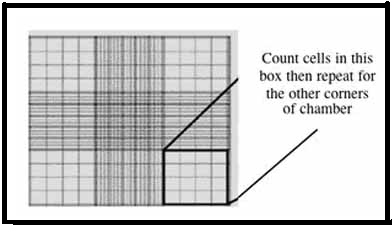 Count cells in this
box then repeat for
the other corners
of chamber